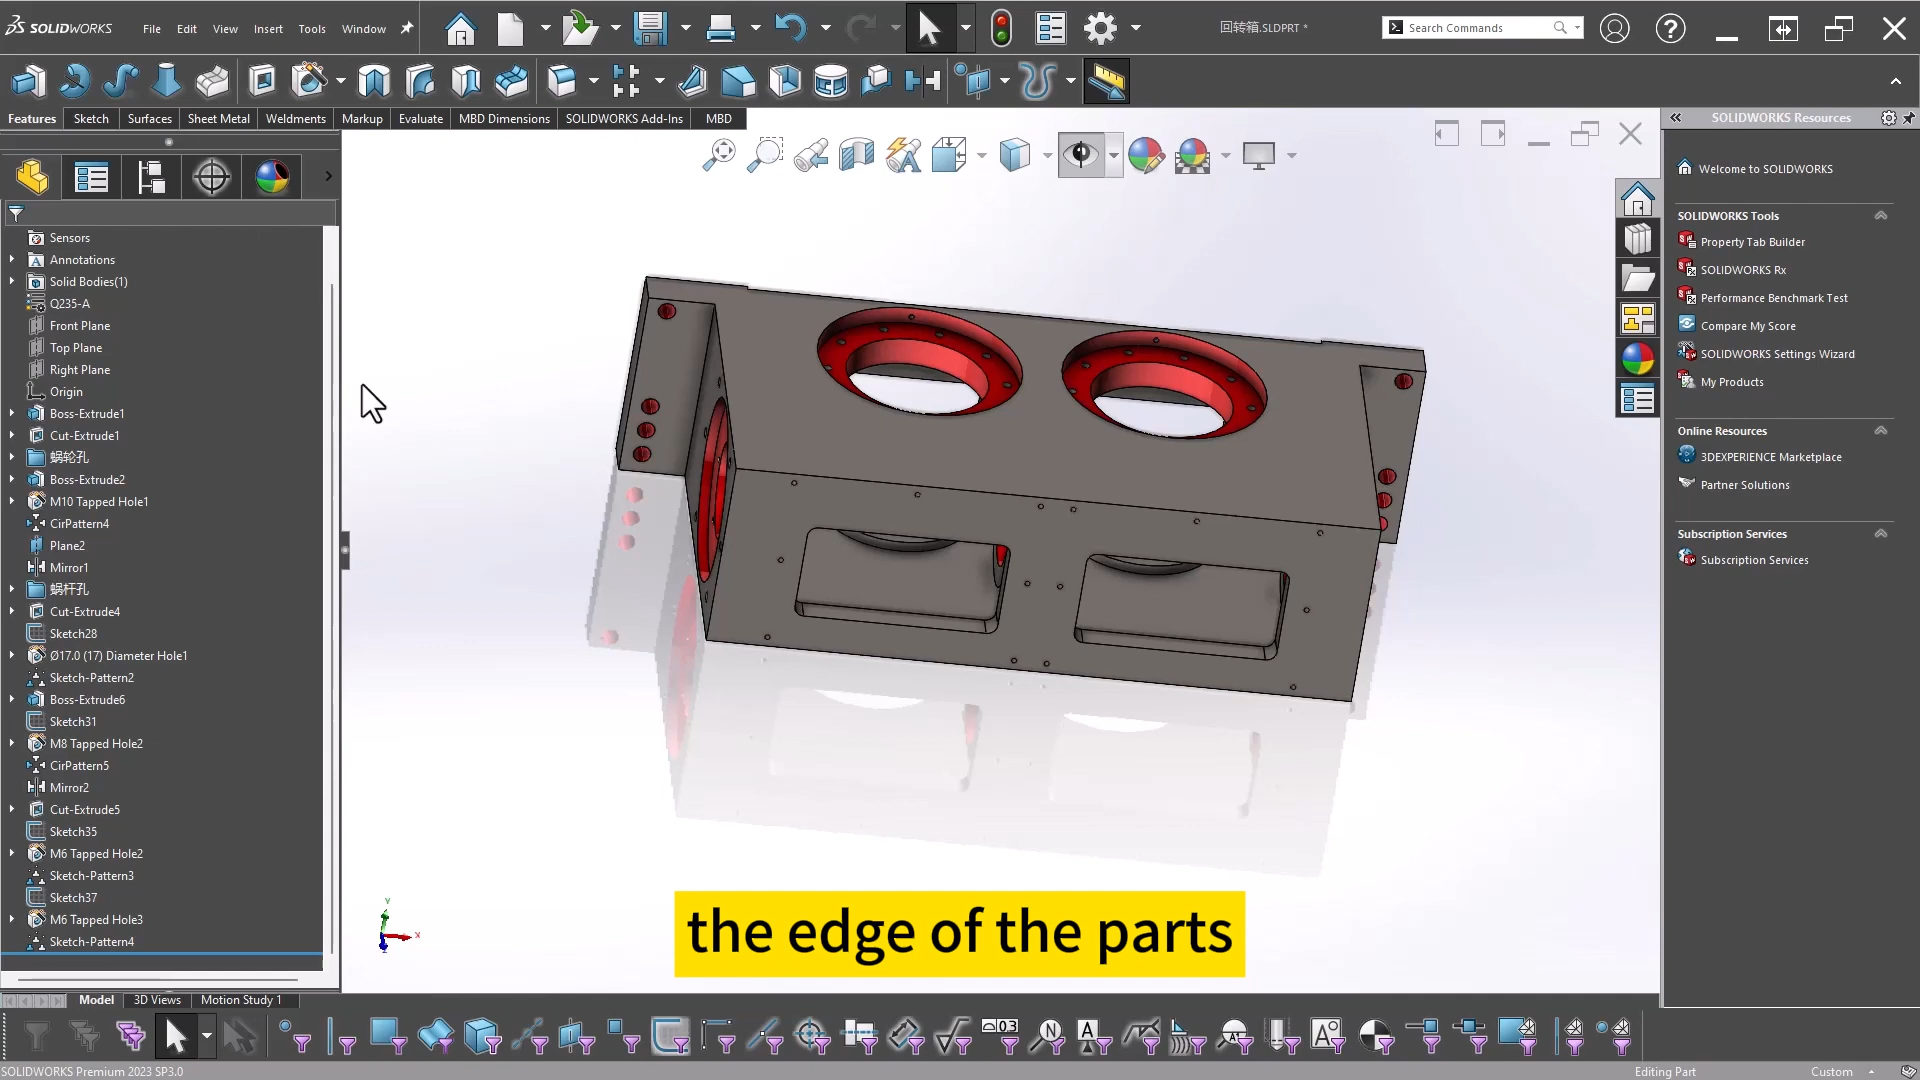 SOLIDWORKS
File
Edit
View
Insert
Tools
Window
回转箱.SLDPRT *
Search Commands
Features
Sketch
Surfaces
Sheet Metal
Weldments
Markup
Evaluate
MBD Dimensions
SOLIDWORKS Add-Ins
MBD
Sensors
Annotations
Solid Bodies(1)
Q235-A
Front Plane
Top Plane
Right Plane
Origin
Boss-Extrude1
Cut-Extrude1
蜗轮孔
Boss-Extrude2
M10 Tapped Hole1
CirPattern4
Plane2
Mirror1
蜗杆孔
Cut-Extrude4
Sketch28
Ø17.0 (17) Diameter Hole1
Sketch-Pattern2
Boss-Extrude6
Sketch31
M8 Tapped Hole2
CirPattern5
Mirror2
Cut-Extrude5
Sketch35
M6 Tapped Hole2
Sketch-Pattern3
Sketch37
M6 Tapped Hole3
Sketch-Pattern4
Y
X
the edge of the parts
SOLIDWORKS Resources
Welcome to SOLIDWORKS
SOLIDWORKS Tools
Property Tab Builder
SOLIDWORKS Rx
Performance Benchmark Test
Compare My Score
SOLIDWORKS Settings Wizard
My Products
Online Resources
3DEXPERIENCE Marketplace
Partner Solutions
Subscription Services
Subscription Services
Model
3D Views
Motion Study 1
SOLIDWORKS Premium 2023 SP3.0
Editing Part
Custom